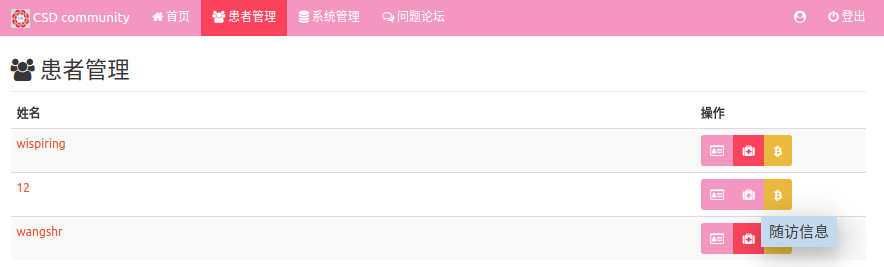 CSD community 首页 患者管理 系统管理 问题论坛 登出
患者管理
姓名 操作
wispiring
12
wangshr
随访信息